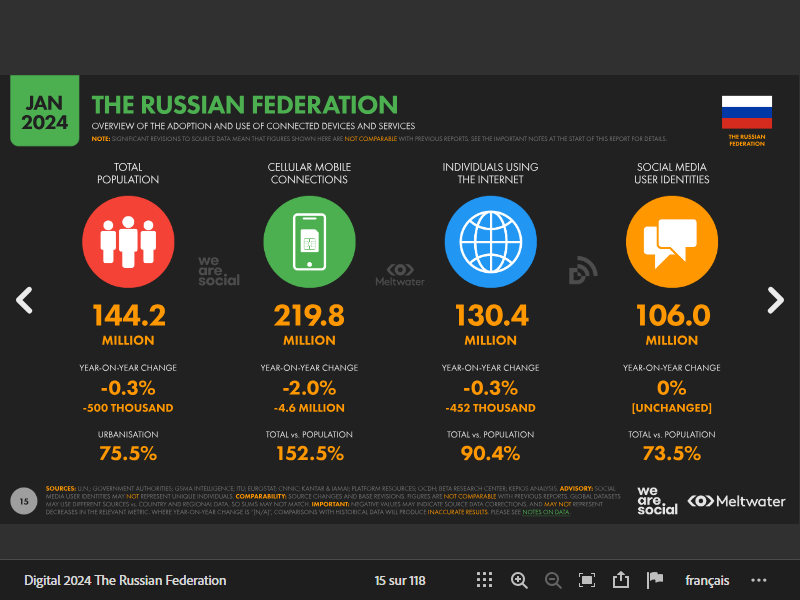 JAN
2024
THE RUSSIAN FEDERATION
OVERVIEW OF THE ADOPTION AND USE OF CONNECTED DEVICES AND SERVICES
NOTE: SIGNIFICANT REVISIONS TO SOURCE DATA MEAN THAT FIGURES SHOWN HERE ARE NOT COMPARABLE WITH PREVIOUS REPORTS. SEE THE IMPORTANT NOTES AT THE START OF THIS REPORT FOR DETAILS.
THE RUSSIAN
FEDERATION
TOTAL
POPULATION
144.2
MILLION
YEAR-ON-YEAR CHANGE
-0.3%
-500 THOUSAND
URBANISATION
75.5%
CELLULAR MOBILE
CONNECTIONS
219.8
MILLION
YEAR-ON-YEAR CHANGE
-2.0%
-4.6 MILLION
TOTAL vs. POPULATION
152.5%
INDIVIDUALS USING
THE INTERNET
130.4
MILLION
YEAR-ON-YEAR CHANGE
-0.3%
-452 THOUSAND
TOTAL vs. POPULATION
90.4%
SOCIAL MEDIA
USER IDENTITIES
106.0
MILLION
YEAR-ON-YEAR CHANGE
0%
[UNCHANGED]
TOTAL vs. POPULATION
73.5%
we
are.
social
Meltwater
15
SOURCES: U.N.; GOVERNMENT AUTHORITIES; GSMA INTELLIGENCE; ITU; EUROSTAT; CNNIC; KANTAR & IAMAI; PLATFORM RESOURCES; OCDH; BETA RESEARCH CENTER; KEPIOS ANALYSIS. ADVISORY: SOCIAL
MEDIA USER IDENTITIES MAY NOT REPRESENT UNIQUE INDIVIDUALS. COMPARABILITY: SOURCE CHANGES AND BASE REVISIONS. FIGURES ARE NOT COMPARABLE WITH PREVIOUS REPORTS. GLOBAL DATASETS
MAY USE DIFFERENT SOURCES vs. COUNTRY AND REGIONAL DATA, SO SUMS MAY NOT MATCH. IMPORTANT: NEGATIVE VALUES MAY INDICATE SOURCE DATA CORRECTIONS, AND MAY NOT REPRESENT
DECREASES IN THE RELEVANT METRIC. WHERE YEAR-ON-YEAR CHANGE IS "[N/A]", COMPARISONS WITH HISTORICAL DATA WILL PRODUCE INACCURATE RESULTS. PLEASE SEE NOTES ON DATA.
we
are.
social
Meltwater
Digital 2024 The Russian Federation
15 sur 118
français